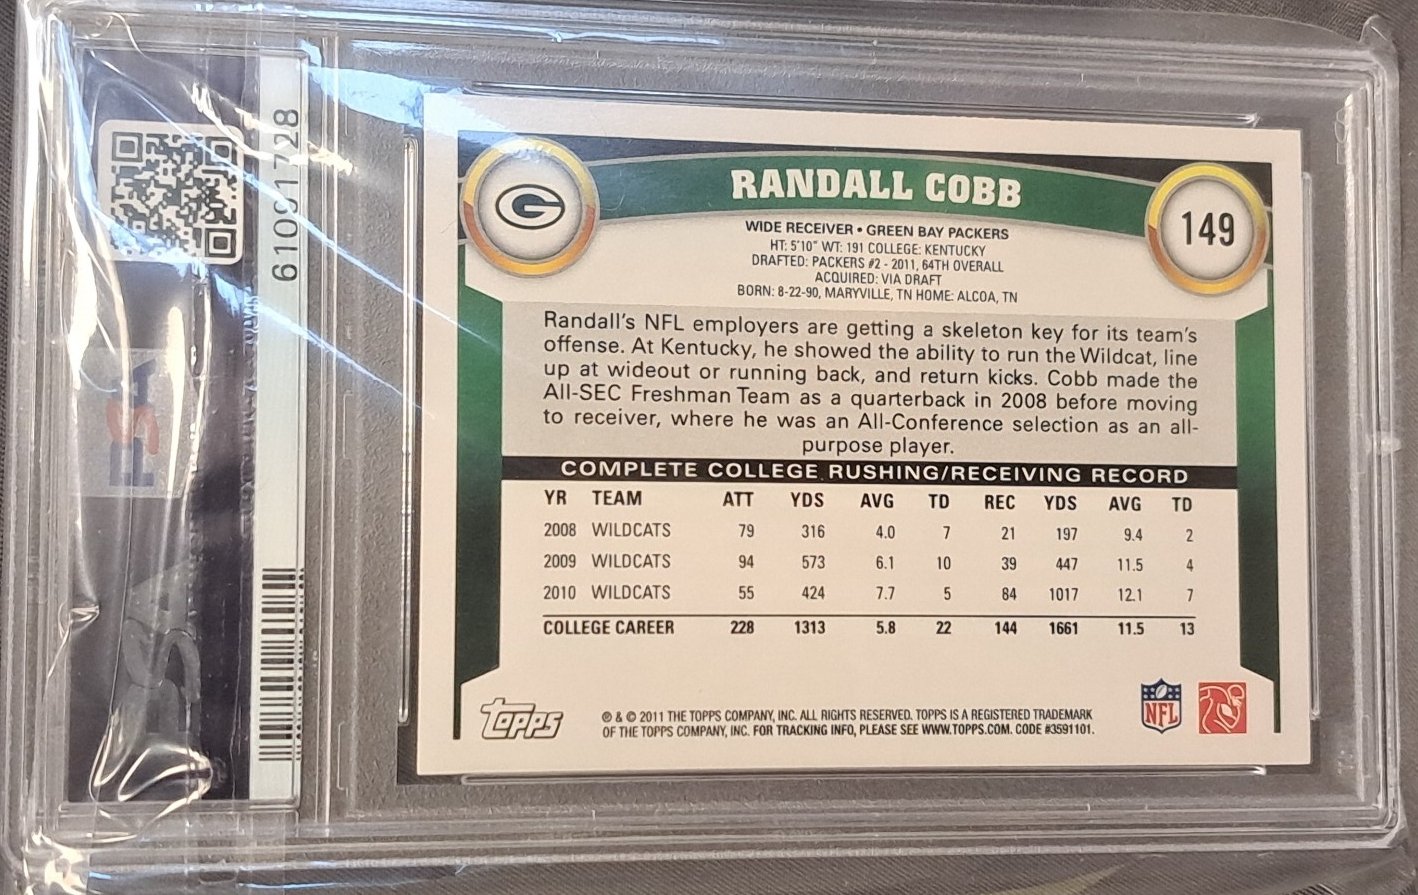 61091728
PSA
G
RANDALL COBB
149
WIDE RECEIVER • GREEN BAY PACKERS
HT: 5'10" WT: 191 COLLEGE: KENTUCKY
DRAFTED: PACKERS #2 - 2011, 64TH OVERALL
ACQUIRED: VIA DRAFT
BORN: 8-22-90, MARYVILLE, TN HOME: ALCOA, TN
Randall's NFL employers are getting a skeleton key for its team's
offense. At Kentucky, he showed the ability to run the Wildcat, line
up at wideout or running back, and return kicks. Cobb made the
All-SEC Freshman Team as a quarterback in 2008 before moving
to receiver, where he was an All-Conference selection as an all-
purpose player.
COMPLETE COLLEGE RUSHING/RECEIVING RECORD
YR TEAM ATT YDS AVG TD REC YDS AVG TD
2008 WILDCATS 79 316 4.0 7 21 197 9.4 2
2009 WILDCATS 94 573 6.1 10 39 447 11.5 4
2010 WILDCATS 55 424 7.7 5 84 1017 12.1 7
COLLEGE CAREER 228 1313 5.8 22 144 1661 11.5 13
Topps
® & © 2011 THE TOPPS COMPANY, INC. ALL RIGHTS RESERVED. TOPPS IS A REGISTERED TRADEMARK
OF THE TOPPS COMPANY, INC. FOR TRACKING INFO, PLEASE SEE WWW.TOPPS.COM. CODE #3591101.
NFL